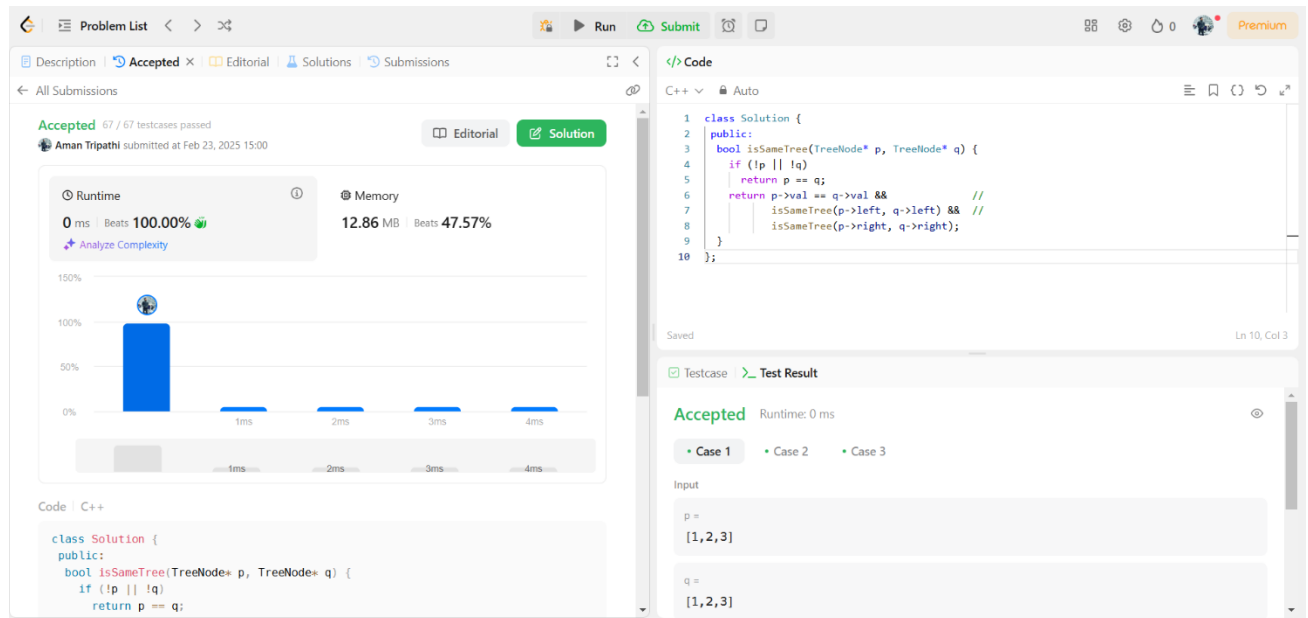 Problem List
Run
Submit
0
Premium
Description
Accepted ×
Editorial
Solutions
Submissions
All Submissions
Accepted 67 / 67 testcases passed
Aman Tripathi submitted at Feb 23, 2025 15:00
Editorial
Solution
Runtime
0 ms Beats 100.00%
Analyze Complexity
Memory
12.86 MB Beats 47.57%
150%
100%
50%
0%
1ms 2ms 3ms 4ms
1ms 2ms 3ms 4ms
Code C++
class Solution {
public:
bool isSameTree(TreeNode* p, TreeNode* q) {
if (!p || !q)
return p == q;
</> Code
C++ Auto
1 class Solution {
2 public:
3 bool isSameTree(TreeNode* p, TreeNode* q) {
4 if (!p || !q)
5 return p == q;
6 return p->val == q->val && //
7 isSameTree(p->left, q->left) && //
8 isSameTree(p->right, q->right);
9 }
10 };
Saved
Ln 10, Col 3
Testcase
>_ Test Result
Accepted Runtime: 0 ms
• Case 1 • Case 2 • Case 3
Input
p =
[1,2,3]
q =
[1,2,3]